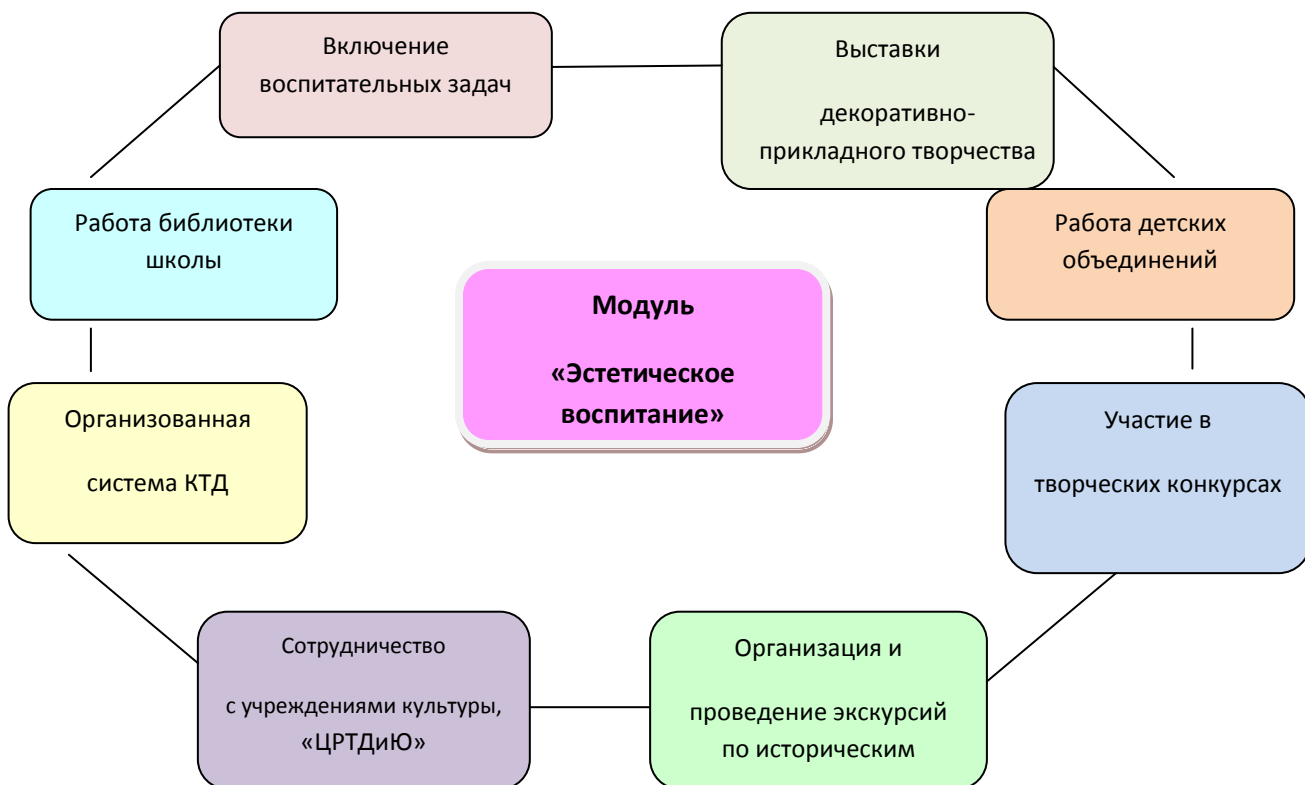 Включение
воспитательных задач
Выставки
декоративно-
прикладного творчества
Работа библиотеки
школы
Работа детских
объединений
Модуль
«Эстетическое
воспитание»
Организованная
система КТД
Участие в
творческих конкурсах
Сотрудничество
с учреждениями культуры,
«ЦРТДиЮ»
Организация и
проведение экскурсий
по историческим